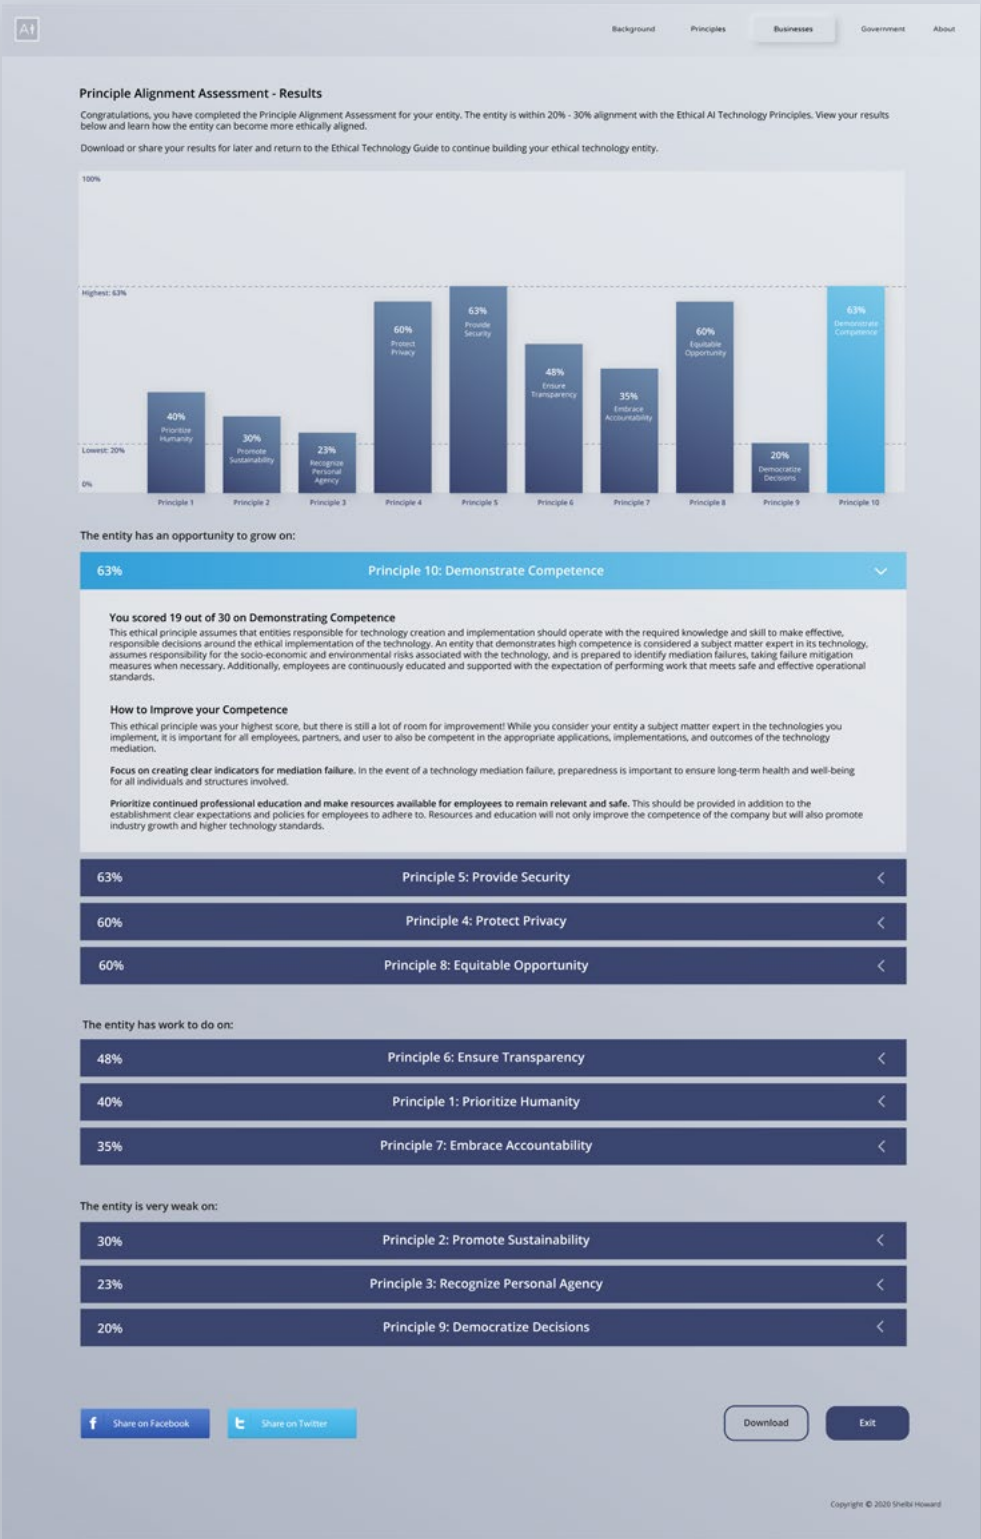 At
Background
Principles
Businesses
Government
About
Principle Alignment Assessment - Results
Congratulations, you have completed the Principle Alignment Assessment for your entity. The entity is within 20% - 30% alignment with the Ethical AI Technology Principles. View your results
below and learn how the entity can become more ethically aligned.
Download or share your results for later and return to the Ethical Technology Guide to continue building your ethical technology entity.
100%
Highest: 63%
Lowest: 20%
0%
40%
Prioritize
Humanity
30%
Promote
Sustainability
23%
Recognize
Personal
Agency
60%
Protect
Privacy
63%
Provide
Security
48%
Ensure
Transparency
35%
Embrace
Accountability
60%
Equitable
Opportunity
20%
Democratize
Decisions
63%
Demonstrate
Competence
Principle 1
Principle 2
Principle 3
Principle 4
Principle 5
Principle 6
Principle 7
Principle 8
Principle 9
Principle 10
The entity has an opportunity to grow on:
63%
Principle 10: Demonstrate Competence
You scored 19 out of 30 on Demonstrating Competence
This ethical principle assumes that entities responsible for technology creation and implementation should operate with the required knowledge and skill to make effective,
responsible decisions around the ethical implementation of the technology. An entity that demonstrates high competence is considered a subject matter expert in its technology,
assumes responsibility for the socio-economic and environmental risks associated with the technology, and is prepared to identify mediation failures, taking failure mitigation
measures when necessary. Additionally, employees are continuously educated and supported with the expectation of performing work that meets safe and effective operational
standards.
How to Improve your Competence
This ethical principle was your highest score, but there is still a lot of room for improvement! While you consider your entity a subject matter expert in the technologies you
implement, it is important for all employees, partners, and user to also be competent in the appropriate applications, implementations, and outcomes of the technology
mediation.
Focus on creating clear indicators for mediation failure. In the event of a technology mediation failure, preparedness is important to ensure long-term health and well-being
for all individuals and structures involved.
Prioritize continued professional education and make resources available for employees to remain relevant and safe. This should be provided in addition to the
establishment clear expectations and policies for employees to adhere to. Resources and education will not only improve the competence of the company but will also promote
industry growth and higher technology standards.
63%
Principle 5: Provide Security
60%
Principle 4: Protect Privacy
60%
Principle 8: Equitable Opportunity
The entity has work to do on:
48%
Principle 6: Ensure Transparency
40%
Principle 1: Prioritize Humanity
35%
Principle 7: Embrace Accountability
The entity is very weak on:
30%
Principle 2: Promote Sustainability
23%
Principle 3: Recognize Personal Agency
20%
Principle 9: Democratize Decisions
Share on Facebook
Share on Twitter
Download
Exit
Copyright © 2020 Shelbi Howard